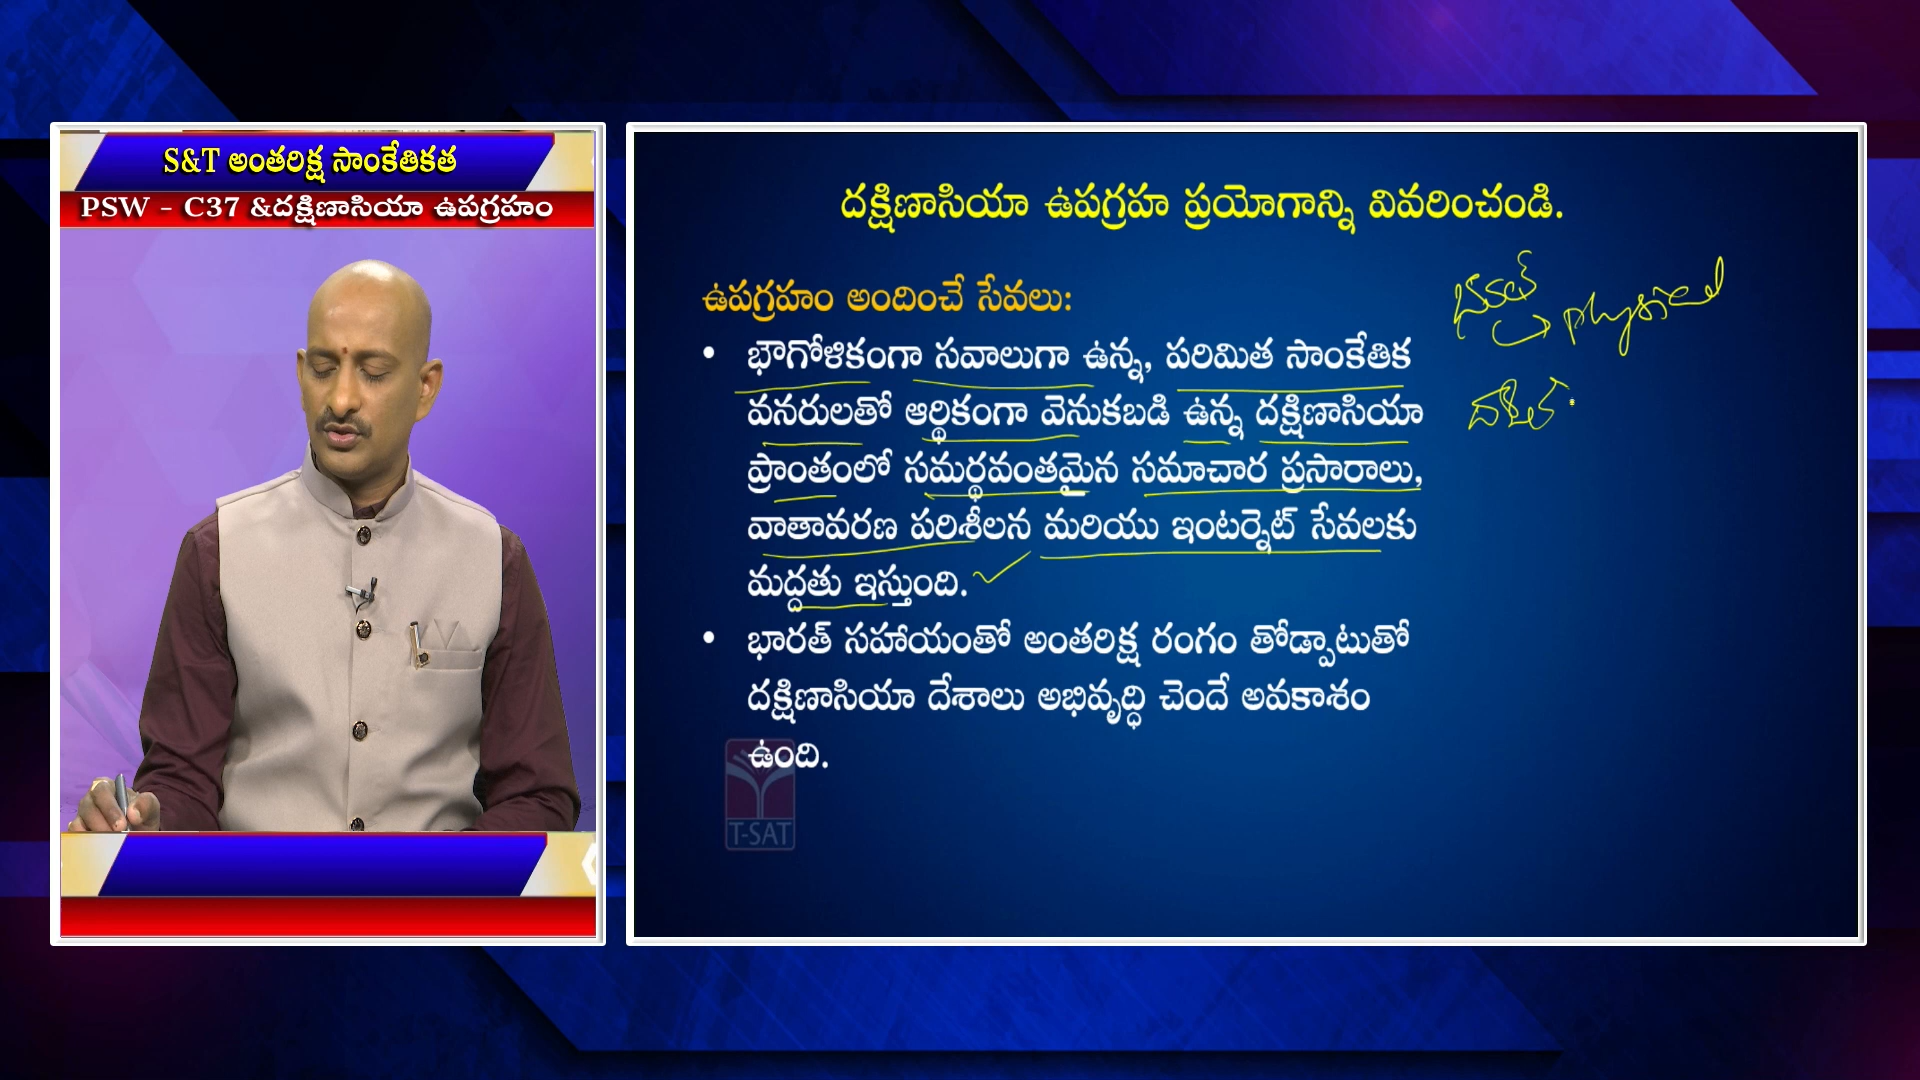 S&T అంతరిక్ష సాంకేతికత
PSW - C37 &దక్షిణాసియా ఉపగ్రహం
దక్షిణాసియా ఉపగ్రహ ప్రయోగాన్ని వివరించండి.
ఉపగ్రహం అందించే సేవలు:
• భౌగోళికంగా సవాలుగా ఉన్న, పరిమిత సాంకేతిక
వనరులతో ఆర్థికంగా వెనుకబడి ఉన్న దక్షిణాసియా
ప్రాంతంలో సమర్థవంతమైన సమాచార ప్రసారాలు,
వాతావరణ పరిశీలన మరియు ఇంటర్నెట్ సేవలకు
మద్దతు ఇస్తుంది.
• భారత్ సహాయంతో అంతరిక్ష రంగం తోడ్పాటుతో
దక్షిణాసియా దేశాలు అభివృద్ధి చెందే అవకాశం
ఉంది.
physical
T-SAT